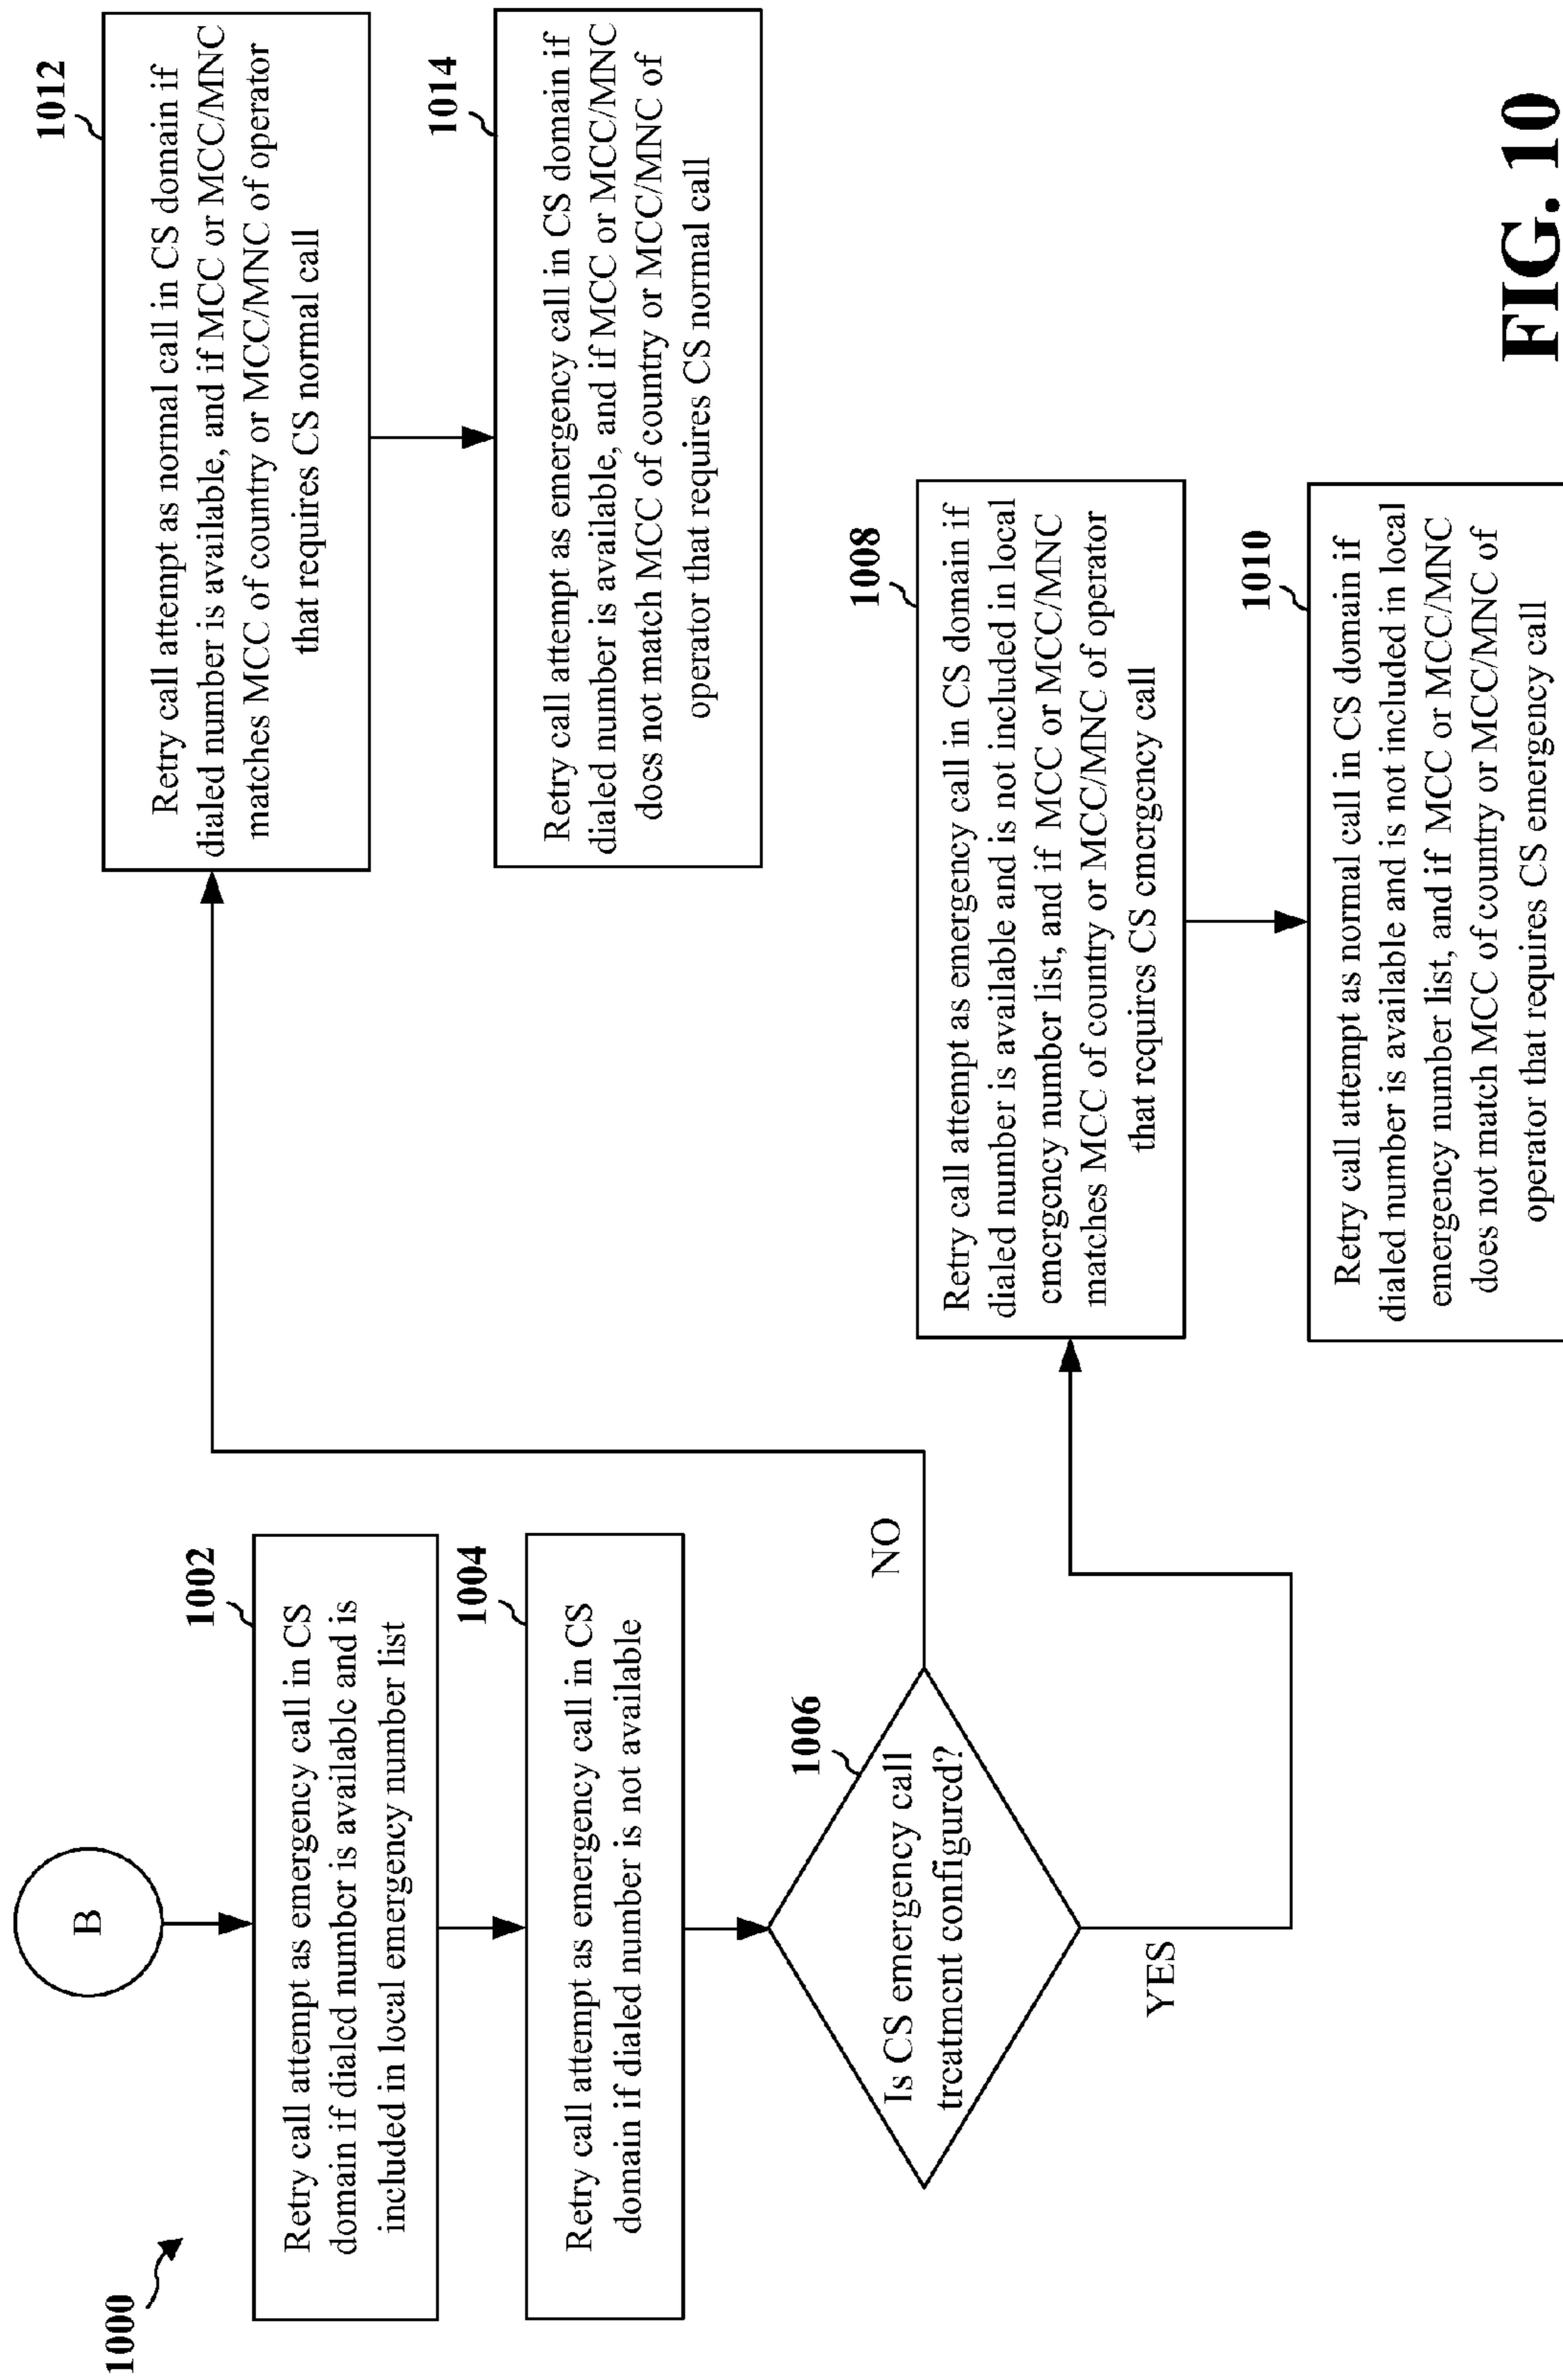 1000
B
1002
Retry call attempt as emergency call in CS
domain if dialed number is available and is
included in local emergency number list
1004
Retry call attempt as emergency call in CS
domain if dialed number is not available
1006
Is CS emergency call
treatment configured?
NO
YES
1012
Retry call attempt as normal call in CS domain if
dialed number is available, and if MCC or MCC/MNC
matches MCC of country or MCC/MNC of operator
that requires CS normal call
1014
Retry call attempt as emergency call in CS domain if
dialed number is available, and if MCC or MCC/MNC
does not match MCC of country or MCC/MNC of
operator that requires CS normal call
1008
Retry call attempt as emergency call in CS domain if
dialed number is available and is not included in local
emergency number list, and if MCC or MCC/MNC
matches MCC of country or MCC/MNC of operator
that requires CS emergency call
1010
Retry call attempt as normal call in CS domain if
dialed number is available and is not included in local
emergency number list, and if MCC or MCC/MNC
does not match MCC of country or MCC/MNC of
operator that requires CS emergency call
FIG. 10